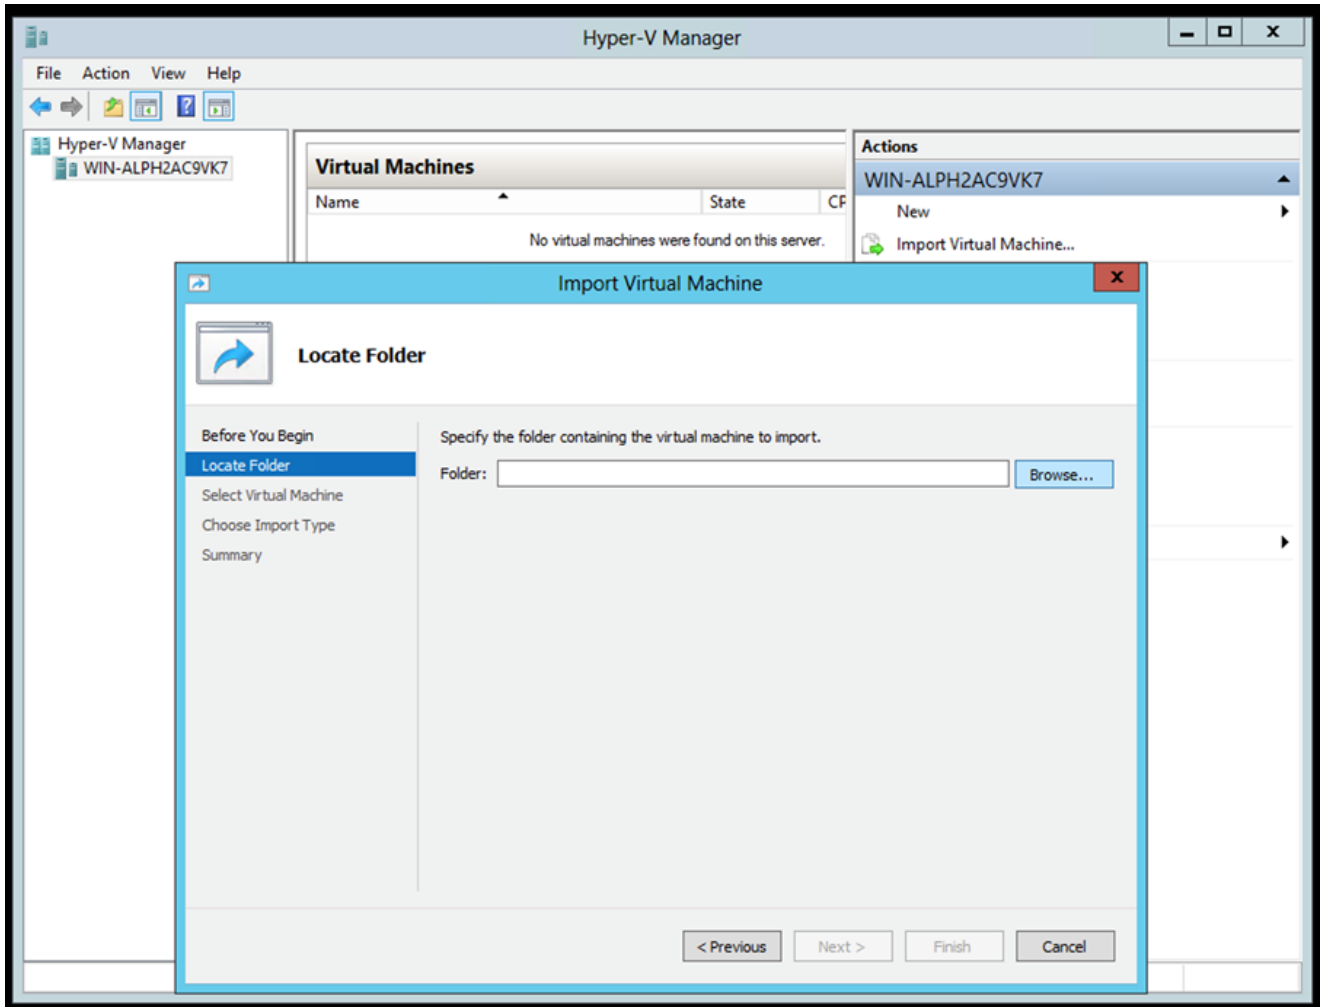 Hyper-V Manager
File Action View Help
Hyper-V Manager
WIN-ALPH2AC9VK7
Virtual Machines
Name State CP
No virtual machines were found on this server.
Actions
WIN-ALPH2AC9VK7
New
Import Virtual Machine...
Import Virtual Machine
Locate Folder
Before You Begin
Locate Folder
Select Virtual Machine
Choose Import Type
Summary
Specify the folder containing the virtual machine to import.
Folder: Browse...
< Previous Next > Finish Cancel